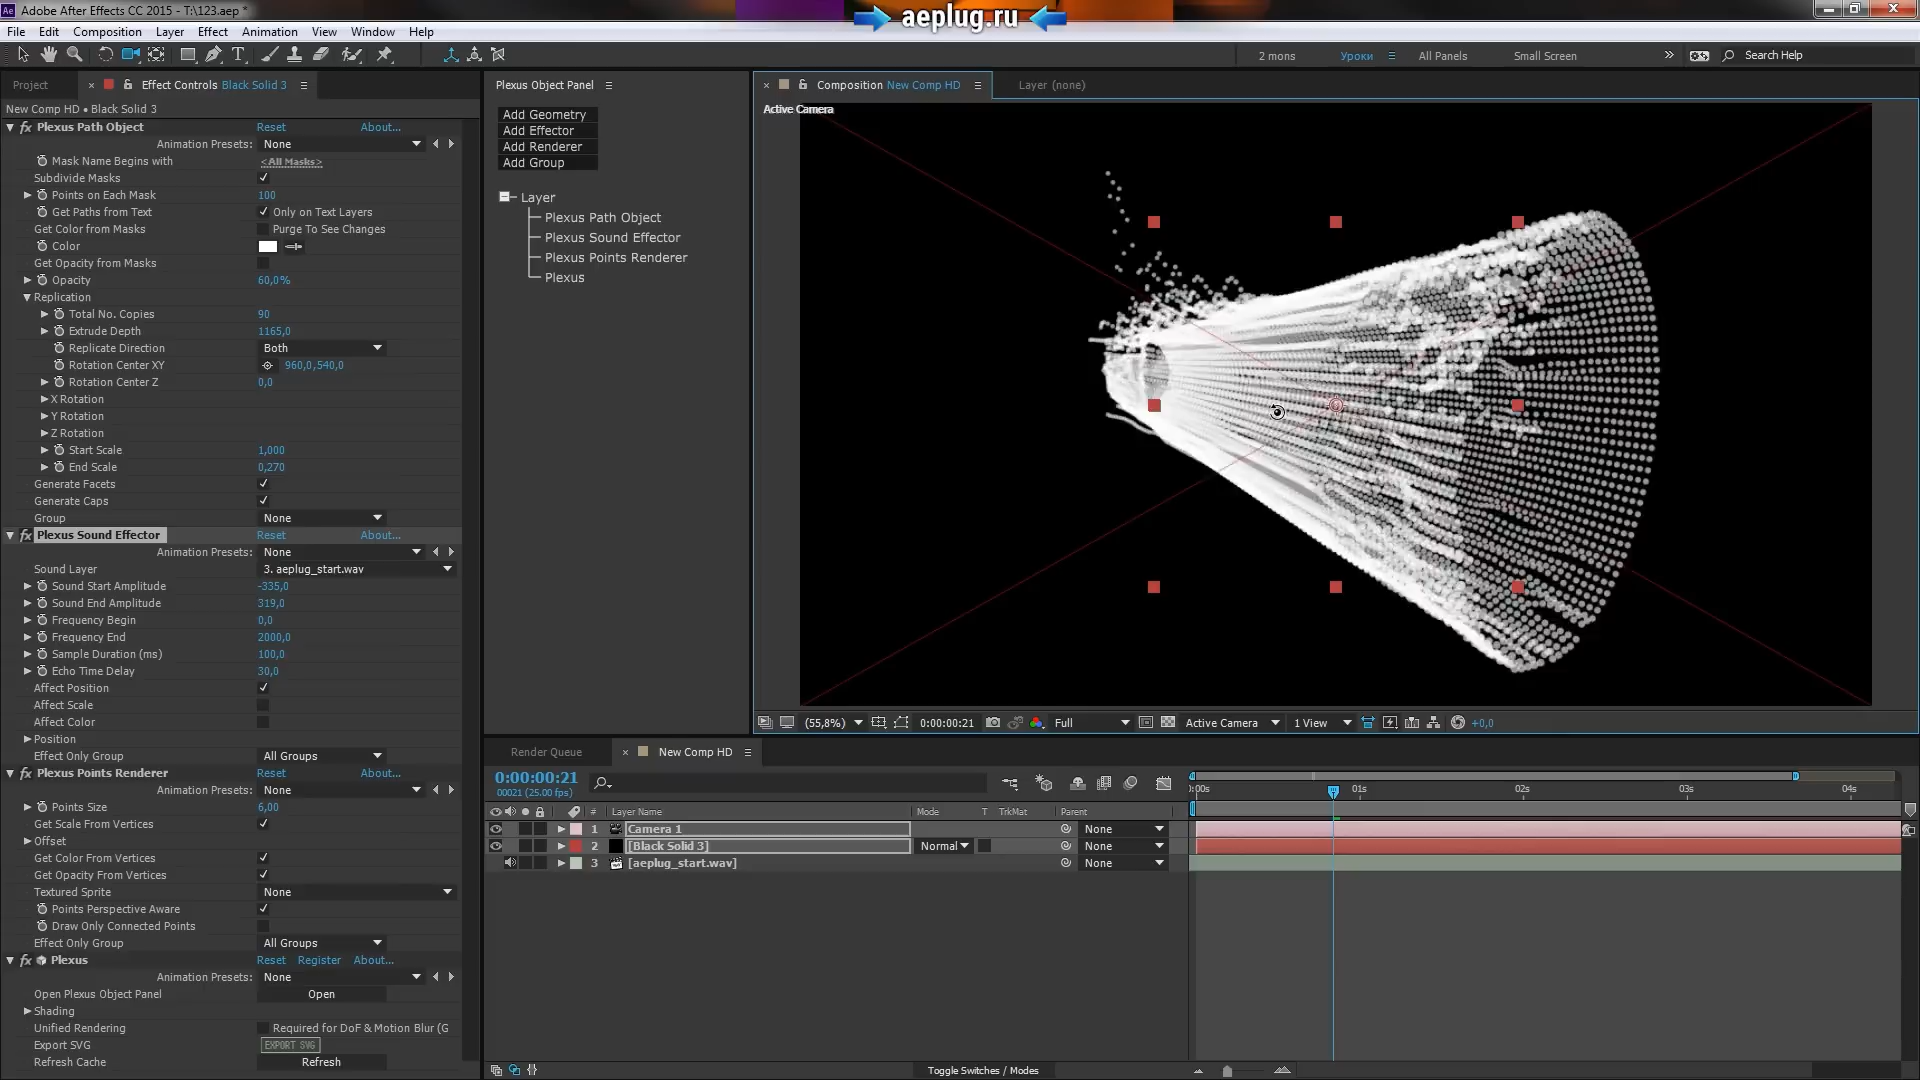 Adobe After Effects CC 2015 - T:\123.aep *
aeplug.ru
File Edit Composition Layer Effect Animation View Window Help
2 mons Уроки All Panels Small Screen Search Help
Project Effect Controls Black Solid 3
New Comp HD • Black Solid 3
Plexus Path Object Reset About...
Animation Presets: None
Mask Name Begins with <All Masks>
Subdivide Masks
Points on Each Mask 100
Get Paths from Text Only on Text Layers
Get Color from Masks Purge To See Changes
Color
Get Opacity from Masks
Opacity 60,0%
Replication
Total No. Copies 90
Extrude Depth 1165,0
Replicate Direction Both
Rotation Center XY 960,0,540,0
Rotation Center Z 0,0
X Rotation
Y Rotation
Z Rotation
Start Scale 1,000
End Scale 0,270
Generate Facets
Generate Caps
Group None
Plexus Sound Effector Reset About...
Animation Presets: None
Sound Layer 3. aeplug_start.wav
Sound Start Amplitude -335,0
Sound End Amplitude 319,0
Frequency Begin 0,0
Frequency End 2000,0
Sample Duration (ms) 100,0
Echo Time Delay 30,0
Affect Position
Affect Scale
Affect Color
Position
Effect Only Group All Groups
Plexus Points Renderer Reset About...
Animation Presets: None
Points Size 6,00
Get Scale From Vertices
Offset
Get Color From Vertices
Get Opacity From Vertices
Textured Sprite None
Points Perspective Aware
Draw Only Connected Points
Effect Only Group All Groups
Plexus Reset Register About...
Animation Presets: None
Open Plexus Object Panel Open
Shading
Unified Rendering Required for DoF & Motion Blur (G
Export SVG EXPORT SVG
Refresh Cache Refresh
Plexus Object Panel
Add Geometry
Add Effector
Add Renderer
Add Group
Layer
Plexus Path Object
Plexus Sound Effector
Plexus Points Renderer
Plexus
Composition New Comp HD Layer (none)
Active Camera
(55,8%) 0:00:00:21 Full Active Camera 1 View +0,0
Render Queue New Comp HD
0:00:00:21
00021 (25.00 fps)
):00s 01s 02s 03s 04s
# Layer Name Mode T TrkMat Parent
1 Camera 1 None
2 [Black Solid 3] Normal None
3 [aeplug_start.wav] None
Toggle Switches / Modes